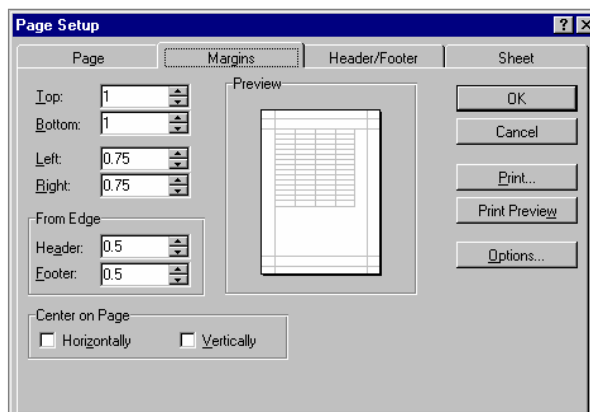 Page Setup
Page Margins Header/Footer Sheet
Top: 1
Bottom: 1
Left: 0.75
Right: 0.75
From Edge
Header: 0.5
Footer: 0.5
Center on Page
Horizontally Vertically
Preview
OK
Cancel
Print...
Print Preview
Options...